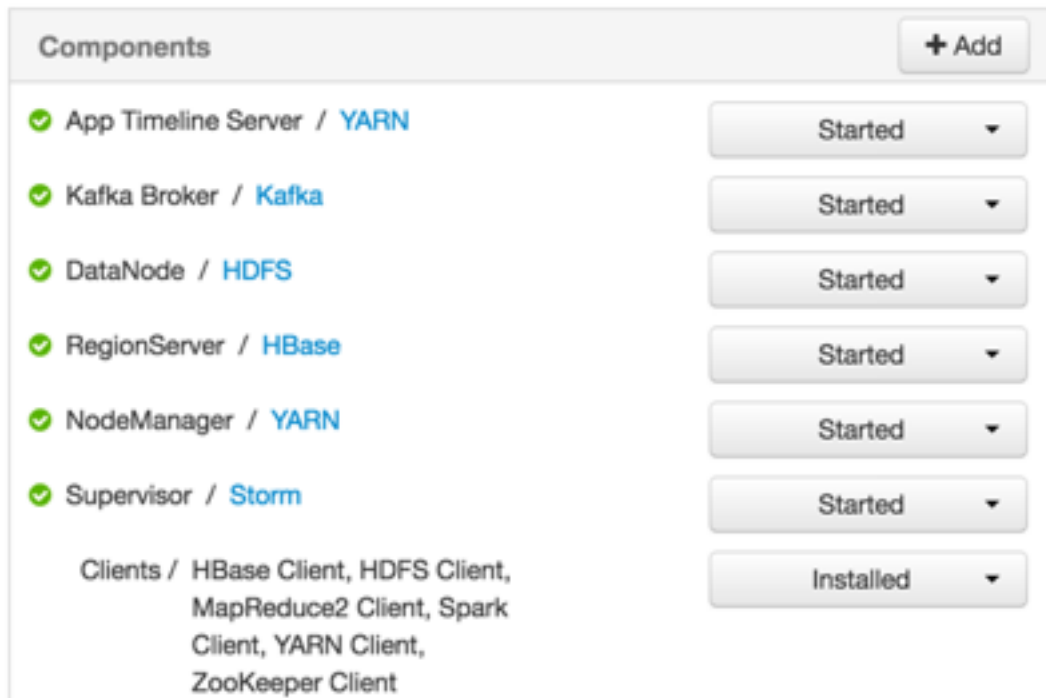 Components + Add
App Timeline Server / YARN Started
Kafka Broker / Kafka Started
DataNode / HDFS Started
RegionServer / HBase Started
NodeManager / YARN Started
Supervisor / Storm Started
Clients / HBase Client, HDFS Client, Installed
MapReduce2 Client, Spark
Client, YARN Client,
ZooKeeper Client